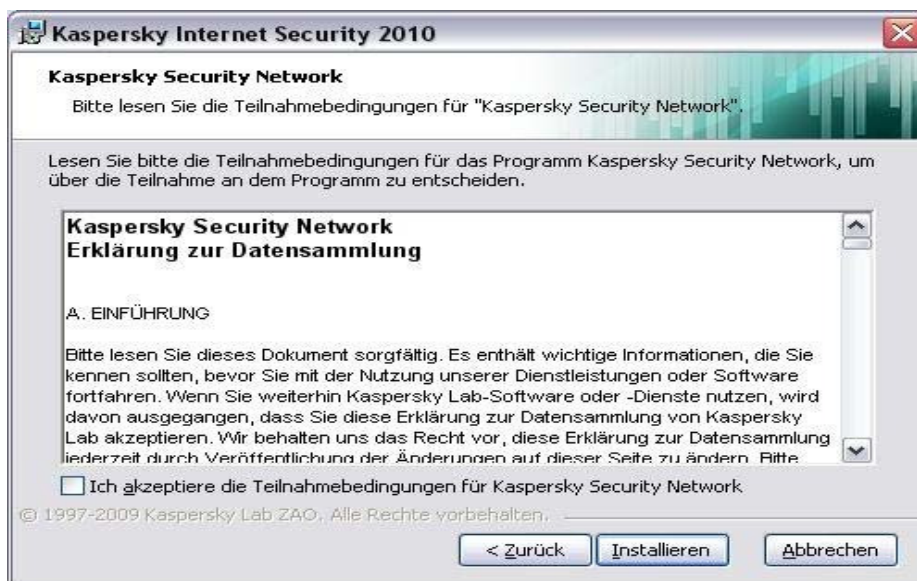 Kaspersky Internet Security 2010
Kaspersky Security Network
Bitte lesen Sie die Teilnahmebedingungen für "Kaspersky Security Network".
Lesen Sie bitte die Teilnahmebedingungen für das Programm Kaspersky Security Network, um
über die Teilnahme an dem Programm zu entscheiden.
Kaspersky Security Network
Erklärung zur Datensammlung
A. EINFÜHRUNG
Bitte lesen Sie dieses Dokument sorgfältig. Es enthält wichtige Informationen, die Sie
kennen sollten, bevor Sie mit der Nutzung unserer Dienstleistungen oder Software
fortfahren. Wenn Sie weiterhin Kaspersky Lab-Software oder -Dienste nutzen, wird
davon ausgegangen, dass Sie diese Erklärung zur Datensammlung von Kaspersky
Lab akzeptieren. Wir behalten uns das Recht vor, diese Erklärung zur Datensammlung
jederzeit durch Veröffentlichung der Änderungen auf dieser Seite zu ändern. Bitte
Ich akzeptiere die Teilnahmebedingungen für Kaspersky Security Network
© 1997-2009 Kaspersky Lab ZAO. Alle Rechte vorbehalten.
< Zurück Installieren Abbrechen